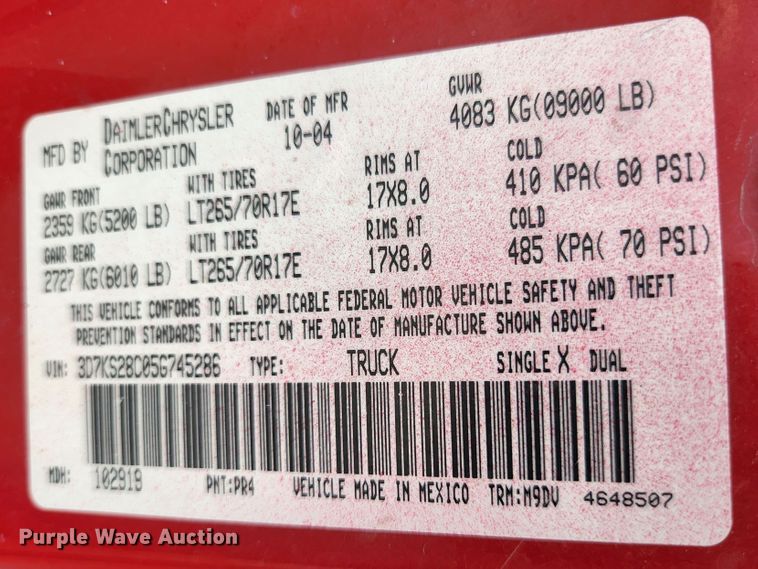 MFD BY DAIMLERCHRYSLER CORPORATION
DATE OF MFR 10-04
GVWR 4083 KG(09000 LB)
GAWR FRONT WITH TIRES RIMS AT COLD
2359 KG(5200 LB) LT265/70R17E 17X8.0 410 KPA( 60 PSI)
GAWR REAR WITH TIRES RIMS AT COLD
2727 KG(6010 LB) LT265/70R17E 17X8.0 485 KPA( 70 PSI)
THIS VEHICLE CONFORMS TO ALL APPLICABLE FEDERAL MOTOR VEHICLE SAFETY AND THEFT
PREVENTION STANDARDS IN EFFECT ON THE DATE OF MANUFACTURE SHOWN ABOVE.
VIN: 3D7KS28C05G745286 TYPE: TRUCK SINGLE X DUAL
MDH: 102918 PNT:PR4 VEHICLE MADE IN MEXICO TRM:M9DV 4648507
Purple Wave Auction